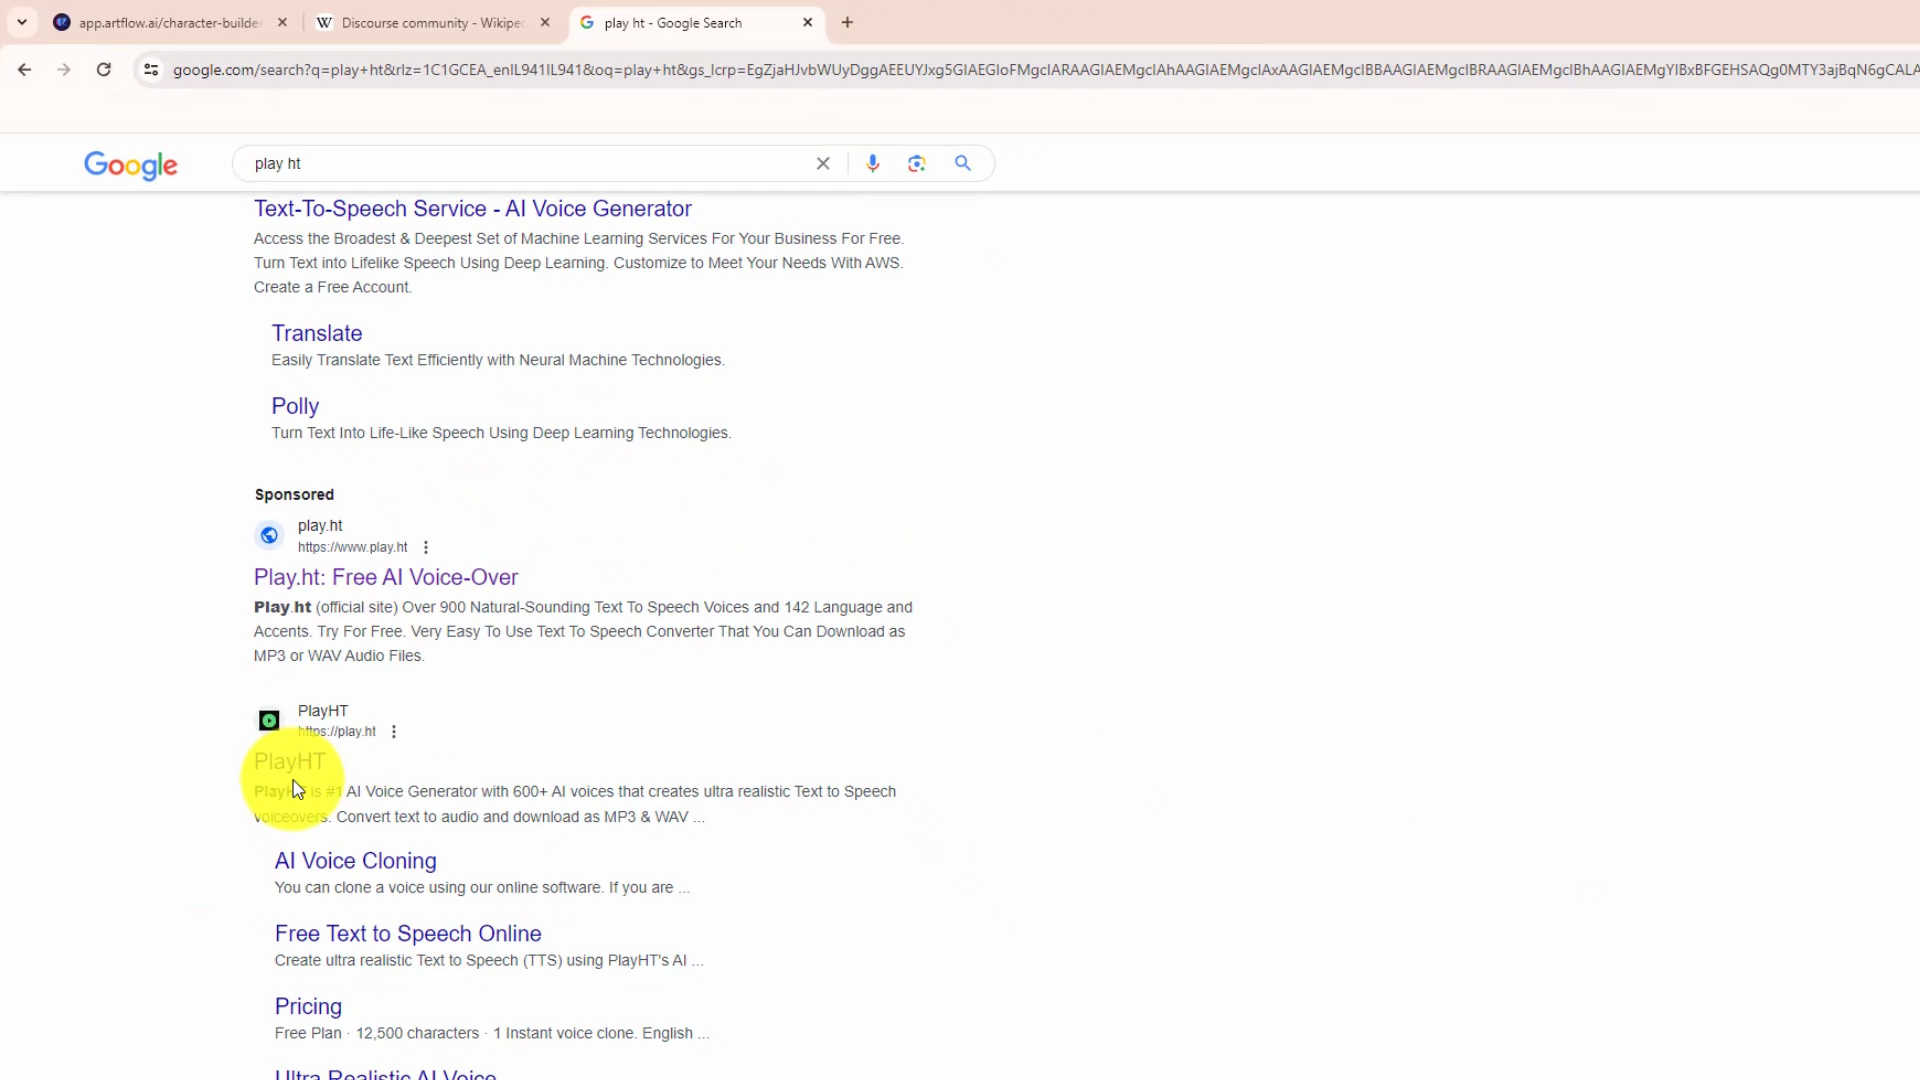 app.artflow.ai/character-builde
Discourse community - Wikipe
play ht - Google Search
google.com/search?q=play+ht&rlz=1C1GCEA_enIL941IL941&oq=play+ht&gs_lcrp=
Google
play ht
Text-To-Speech Service - AI Voice Generator
Access the Broadest & Deepest Set of Machine Learning Services For Your Business For Free.
Turn Text into Lifelike Speech Using Deep Learning. Customize to Meet Your Needs With AWS.
Create a Free Account.
Translate
Easily Translate Text Efficiently with Neural Machine Technologies.
Polly
Turn Text Into Life-Like Speech Using Deep Learning Technologies.
Sponsored
play.ht
https://www.play.ht
Play.ht: Free AI Voice-Over
Play.ht (official site) Over 900 Natural-Sounding Text To Speech Voices and 142 Language and
Accents. Try For Free. Very Easy To Use Text To Speech Converter That You Can Download as
MP3 or WAV Audio Files.
PlayHT
https://play.ht
PlayHT
PlayHT is #1 AI Voice Generator with 600+ AI voices that creates ultra realistic Text to Speech
voiceovers. Convert text to audio and download as MP3 & WAV ...
AI Voice Cloning
You can clone a voice using our online software. If you are ...
Free Text to Speech Online
Create ultra realistic Text to Speech (TTS) using PlayHT's AI ...
Pricing
Free Plan · 12,500 characters · 1 Instant voice clone. English ...
Ultra Realistic AI Voice